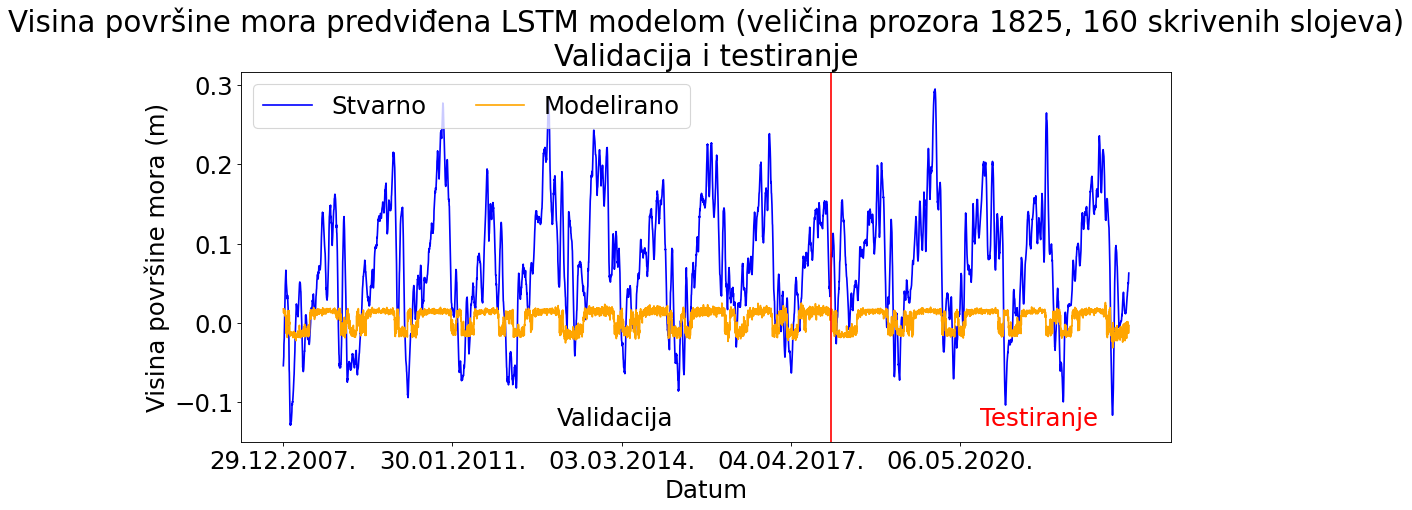 Visina površine mora predviđena LSTM modelom (veličina prozora 1825, 160 skrivenih slojeva)
Validacija i testiranje
Stvarno
Modelirano
Visina površine mora (m)
0.3
0.2
0.1
0.0
−0.1
Validacija
Testiranje
29.12.2007.
30.01.2011.
03.03.2014.
04.04.2017.
06.05.2020.
Datum